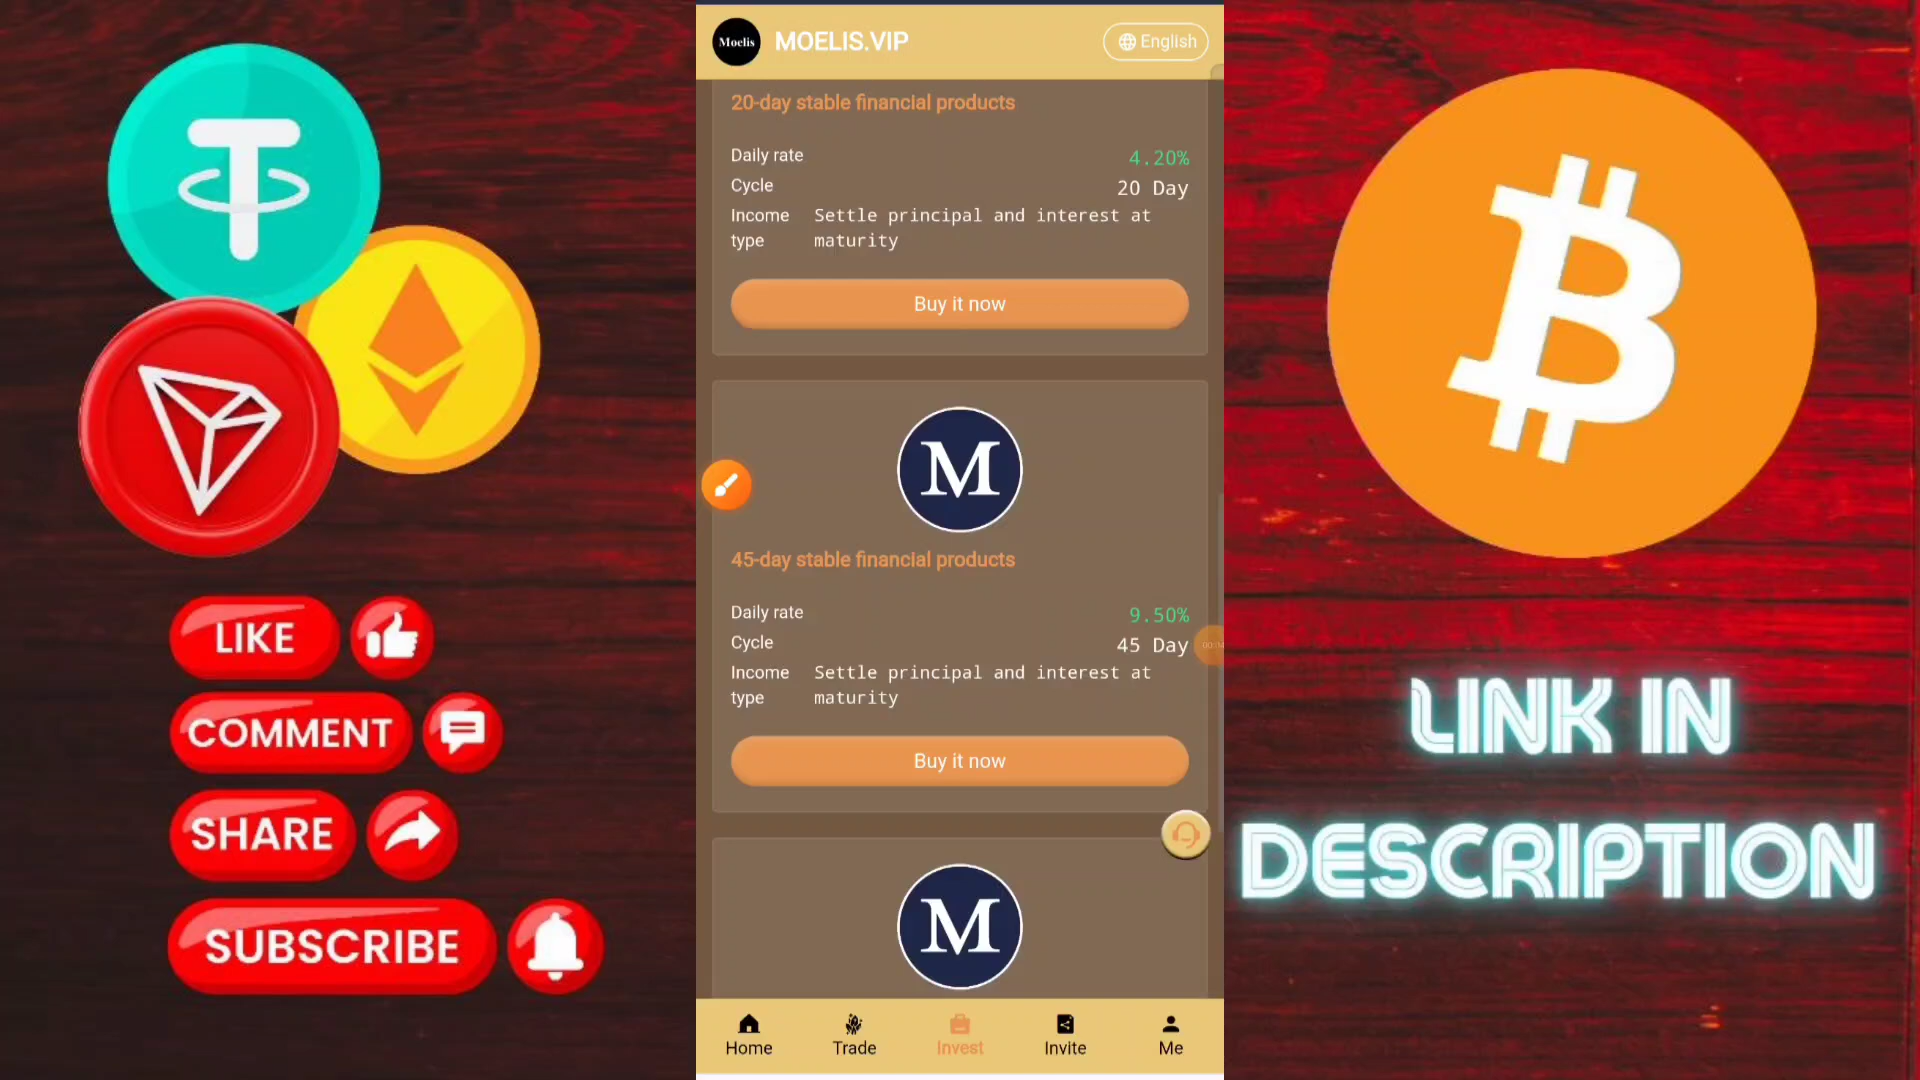 Moelis
MOELIS.VIP
English
20-day stable financial products
Daily rate 4.20%
Cycle 20 Day
Income type Settle principal and interest at maturity
Buy it now
M
45-day stable financial products
Daily rate 9.50%
Cycle 45 Day
Income type Settle principal and interest at maturity
Buy it now
M
Home
Trade
Invest
Invite
Me
LIKE
COMMENT
SHARE
SUBSCRIBE
LINK IN
DESCRIPTION